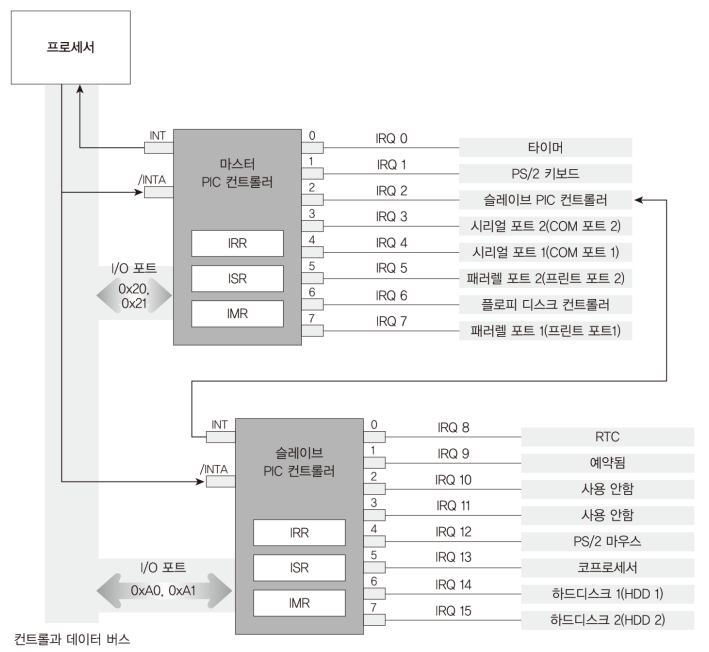 프로세서
INT
/INTA
마스터
PIC 컨트롤러
IRR
ISR
IMR
I/O 포트
0x20,
0x21
0 IRQ 0 타이머
1 IRQ 1 PS/2 키보드
2 IRQ 2 슬레이브 PIC 컨트롤러
3 IRQ 3 시리얼 포트 2(COM 포트 2)
4 IRQ 4 시리얼 포트 1(COM 포트 1)
5 IRQ 5 패러렐 포트 2(프린트 포트 2)
6 IRQ 6 플로피 디스크 컨트롤러
7 IRQ 7 패러렐 포트 1(프린트 포트1)
INT
/INTA
슬레이브
PIC 컨트롤러
IRR
ISR
IMR
I/O 포트
0xA0, 0xA1
0 IRQ 8 RTC
1 IRQ 9 예약됨
2 IRQ 10 사용 안함
3 IRQ 11 사용 안함
4 IRQ 12 PS/2 마우스
5 IRQ 13 코프로세서
6 IRQ 14 하드디스크 1(HDD 1)
7 IRQ 15 하드디스크 2(HDD 2)
컨트롤과 데이터 버스